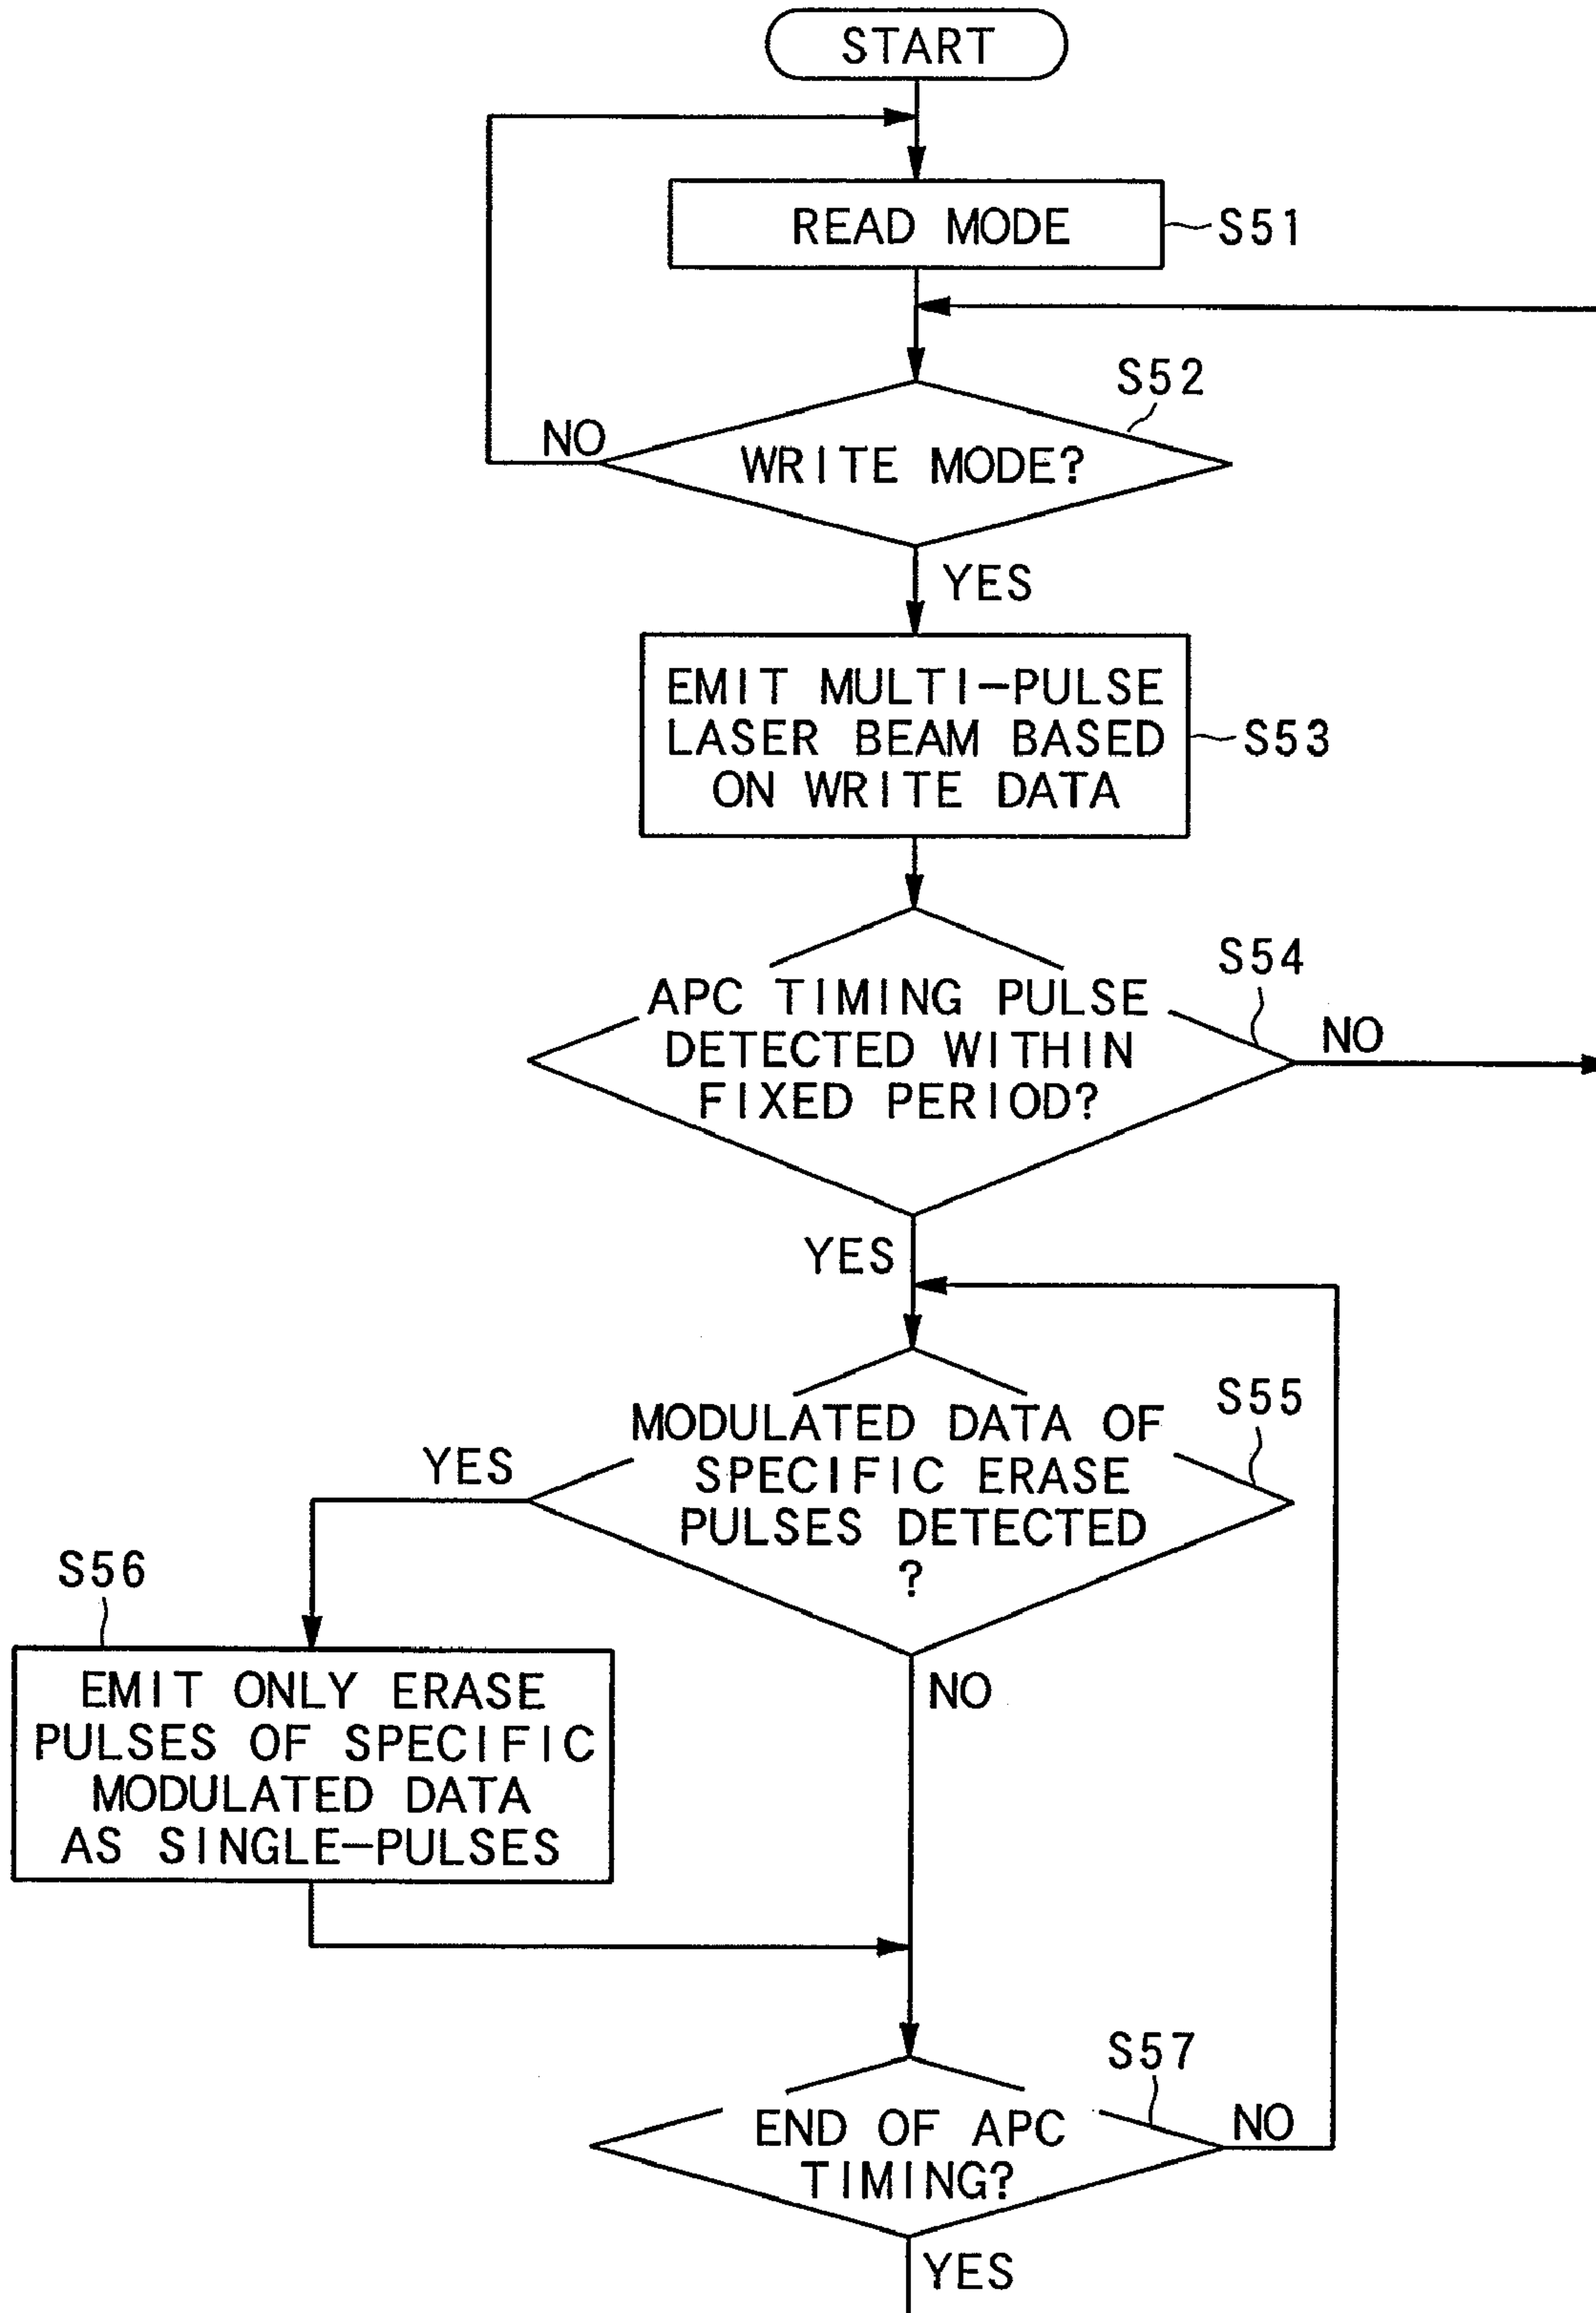 START
READ MODE
S51
S52
NO
WRITE MODE?
YES
EMIT MULTI-PULSE
LASER BEAM BASED
ON WRITE DATA
S53
S54
APC TIMING PULSE
DETECTED WITHIN
FIXED PERIOD?
NO
YES
S55
MODULATED DATA OF
SPECIFIC ERASE
PULSES DETECTED
?
YES
NO
S56
EMIT ONLY ERASE
PULSES OF SPECIFIC
MODULATED DATA
AS SINGLE-PULSES
S57
END OF APC
TIMING?
NO
YES